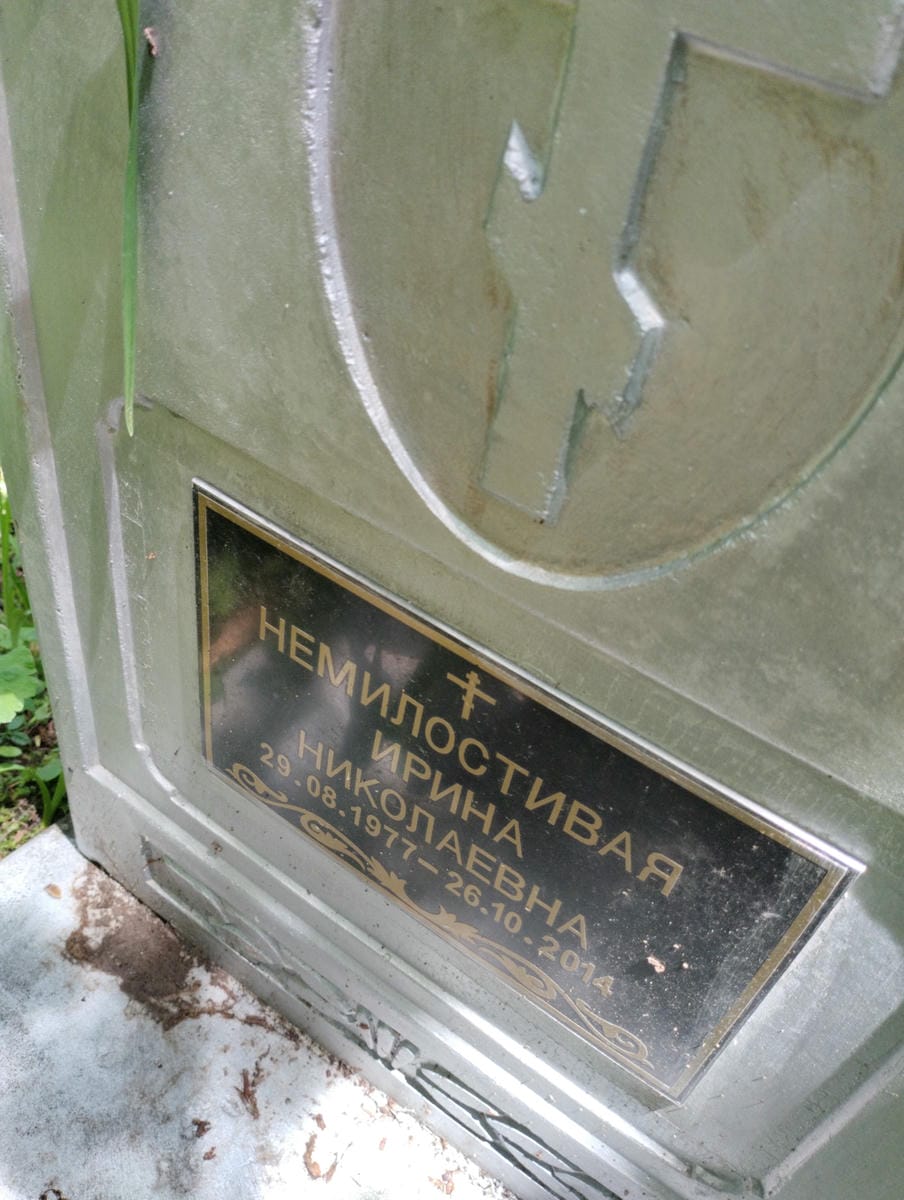 НЕМИЛОСТИВАЯ
ИРИНА
НИКОЛАЕВНА
29.08.1977—26.10.2014